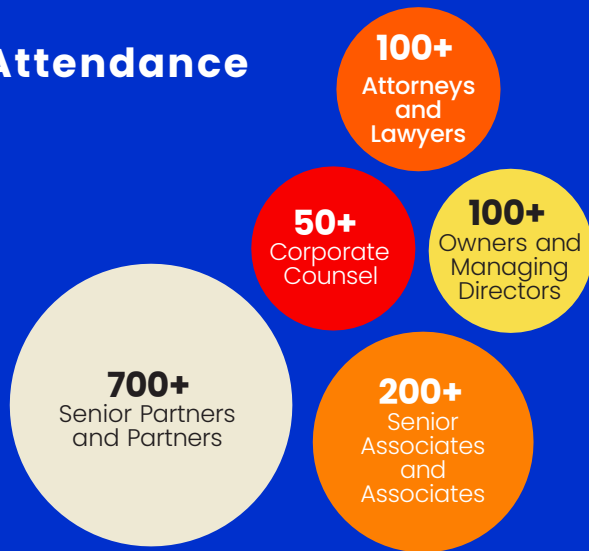 Attendance
100+
Attorneys
and
Lawyers
50+
Corporate
Counsel
100+
Owners and
Managing
Directors
700+
Senior Partners
and Partners
200+
Senior
Associates
and
Associates